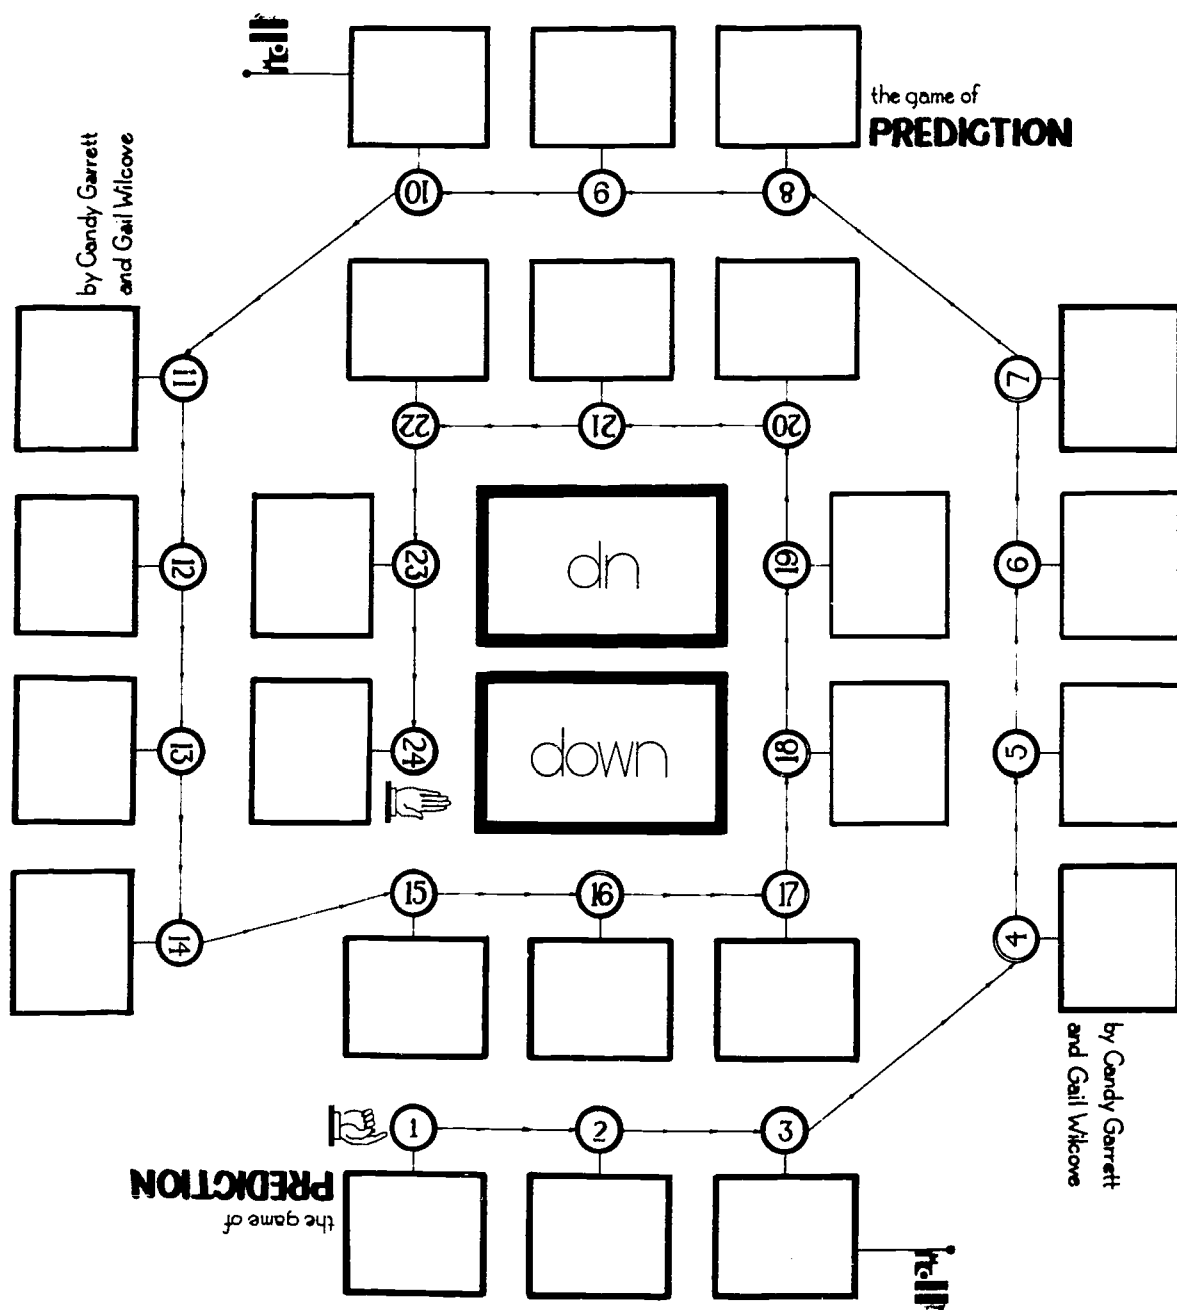 the game of
PREDICTION
by Candy Garrett
and Gail Wilcove
10
9
8
11
7
22
21
20
12
23
up
19
6
13
24
down
18
5
14
15
16
17
4
by Candy Garrett
and Gail Wilcove
1
2
3
the game of
PREDICTION